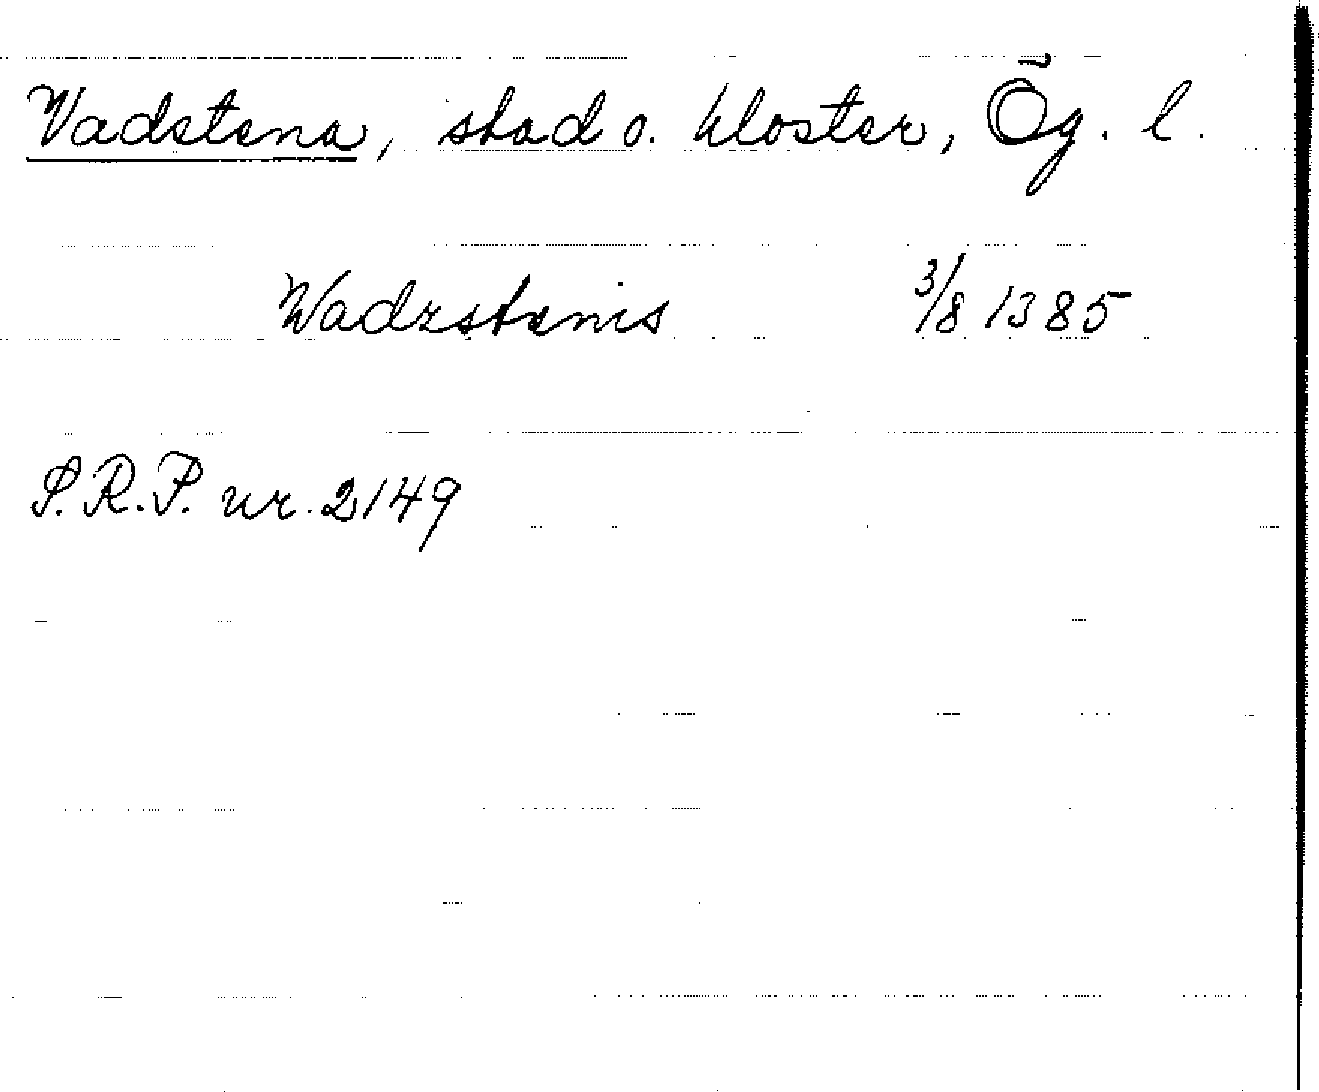 Vadstena, stad o. kloster, Ög. l.
Wadzstenis 3/8 1385
S.R.P. nr. 2149